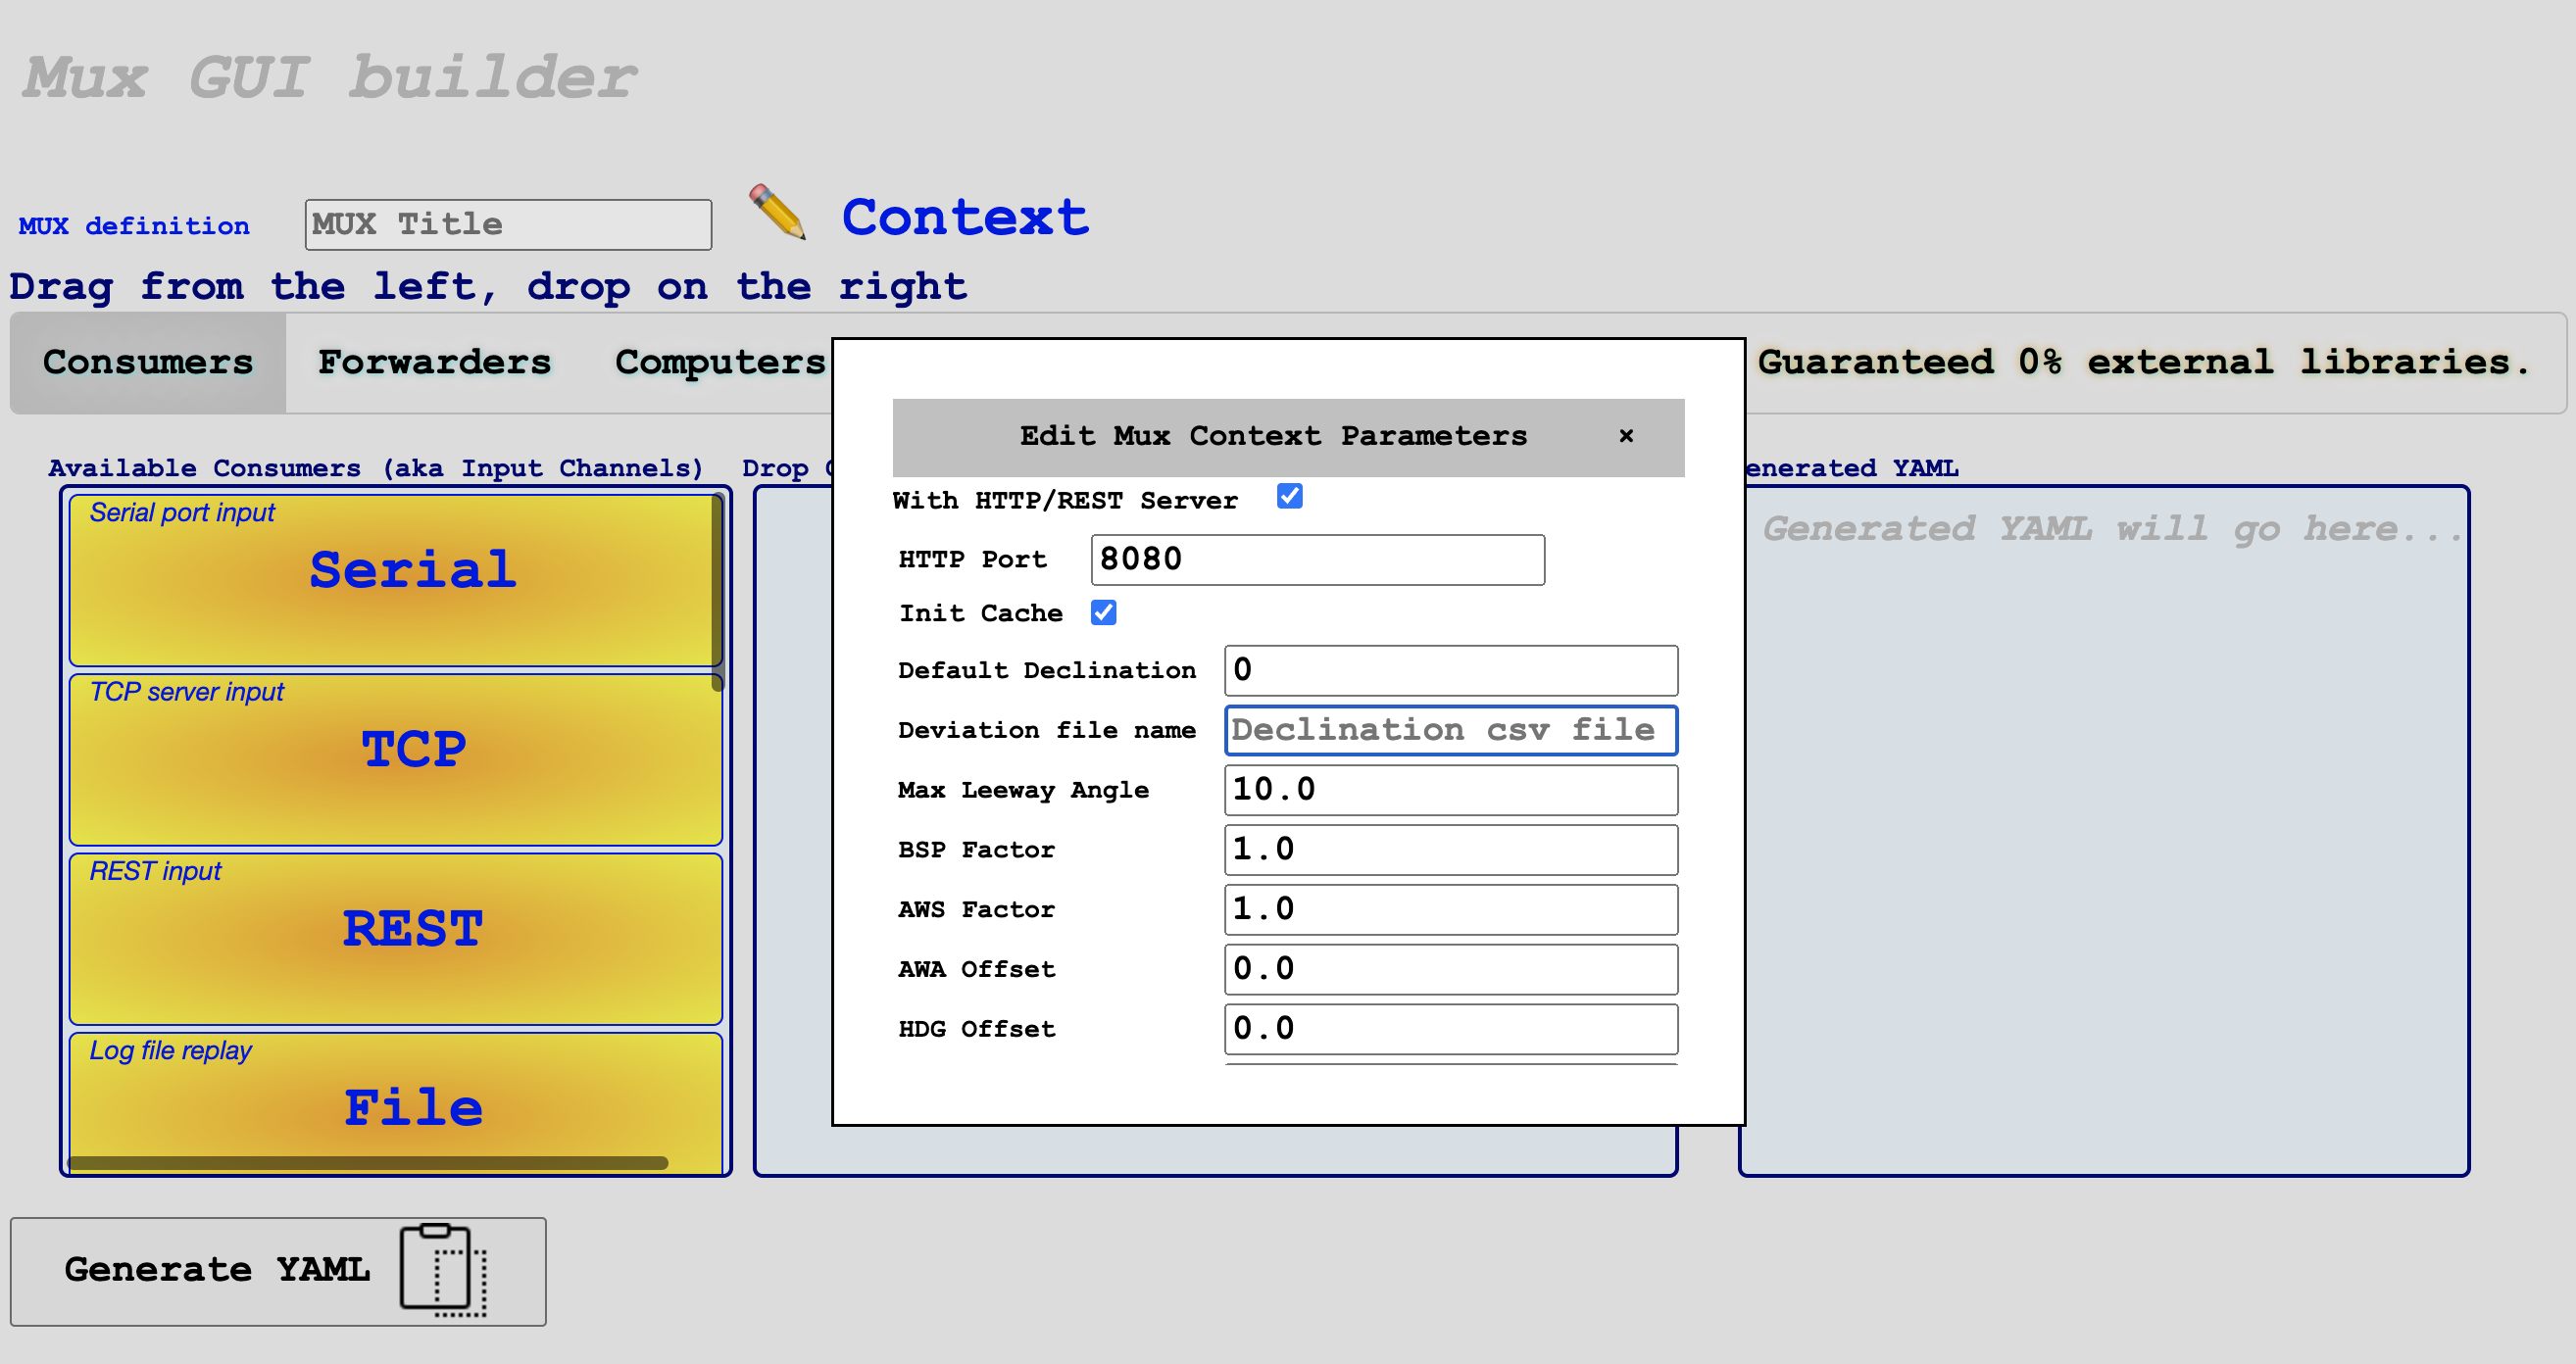 Mux GUI builder
MUX definition MUX Title Context
Drag from the left, drop on the right
Consumers Forwarders Computers Guaranteed 0% external libraries.
Edit Mux Context Parameters ×
Available Consumers (aka Input Channels) Drop enerated YAML
With HTTP/REST Server
Serial port input
Serial
Generated YAML will go here...
HTTP Port 8080
Init Cache
Default Declination 0
TCP server input
TCP
Deviation file name Declination csv file
Max Leeway Angle 10.0
BSP Factor 1.0
REST input
REST
AWS Factor 1.0
AWA Offset 0.0
HDG Offset 0.0
Log file replay
File
Generate YAML